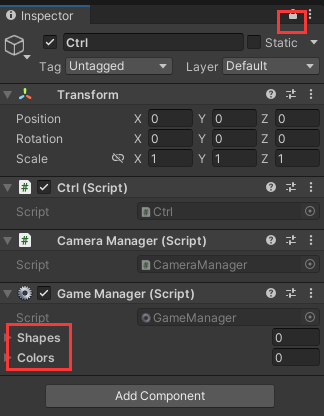 Inspector
Ctrl Static
Tag Untagged Layer Default
Transform
Position X 0 Y 0 Z 0
Rotation X 0 Y 0 Z 0
Scale X 1 Y 1 Z 1
Ctrl (Script)
Script Ctrl
Camera Manager (Script)
Script CameraManager
Game Manager (Script)
Script GameManager
Shapes 0
Colors 0
Add Component